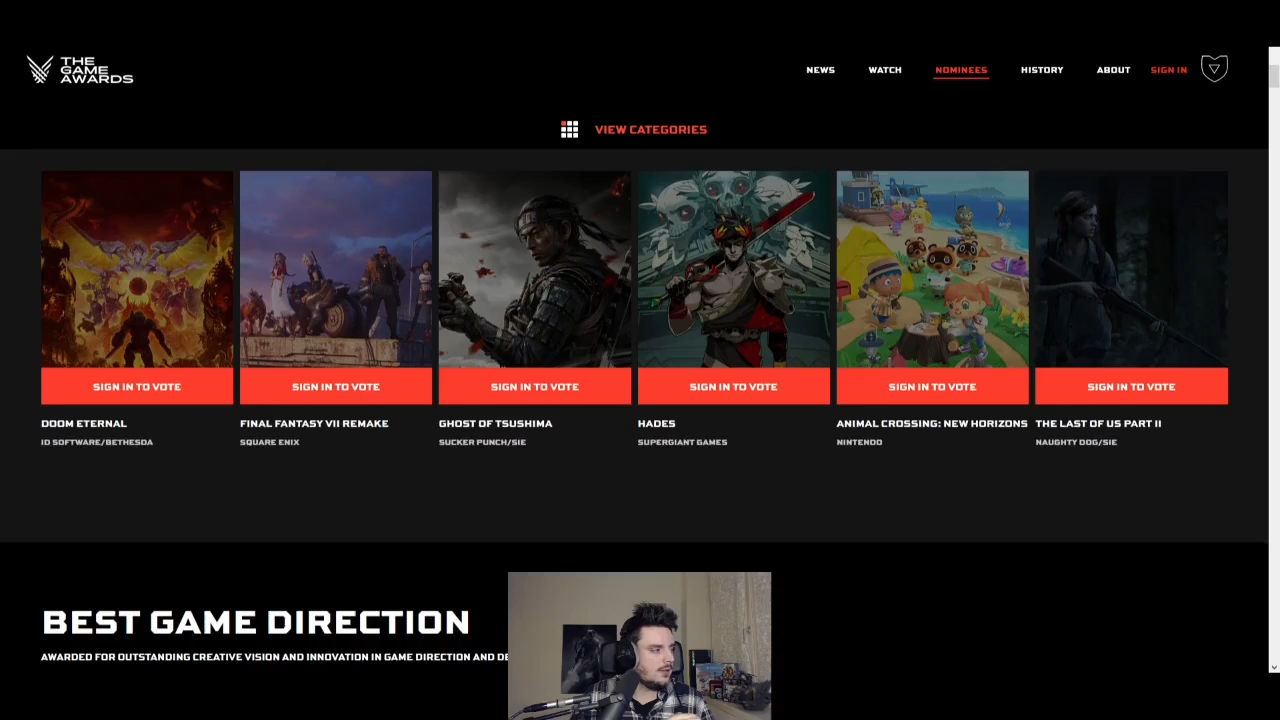 THE
GAME
AWARDS
NEWS
WATCH
NOMINEES
HISTORY
ABOUT
SIGN IN
VIEW CATEGORIES
SIGN IN TO VOTE
SIGN IN TO VOTE
SIGN IN TO VOTE
SIGN IN TO VOTE
SIGN IN TO VOTE
SIGN IN TO VOTE
DOOM ETERNAL
ID SOFTWARE/BETHESDA
FINAL FANTASY VII REMAKE
SQUARE ENIX
GHOST OF TSUSHIMA
SUCKER PUNCH/SIE
HADES
SUPERGIANT GAMES
ANIMAL CROSSING: NEW HORIZONS
NINTENDO
THE LAST OF US PART II
NAUGHTY DOG/SIE
BEST GAME DIRECTION
AWARDED FOR OUTSTANDING CREATIVE VISION AND INNOVATION IN GAME DIRECTION AND DE